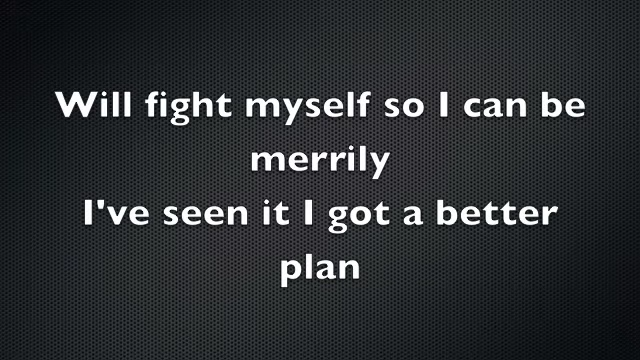 Will fight myself so I can be
merrily
I've seen it I got a better
plan